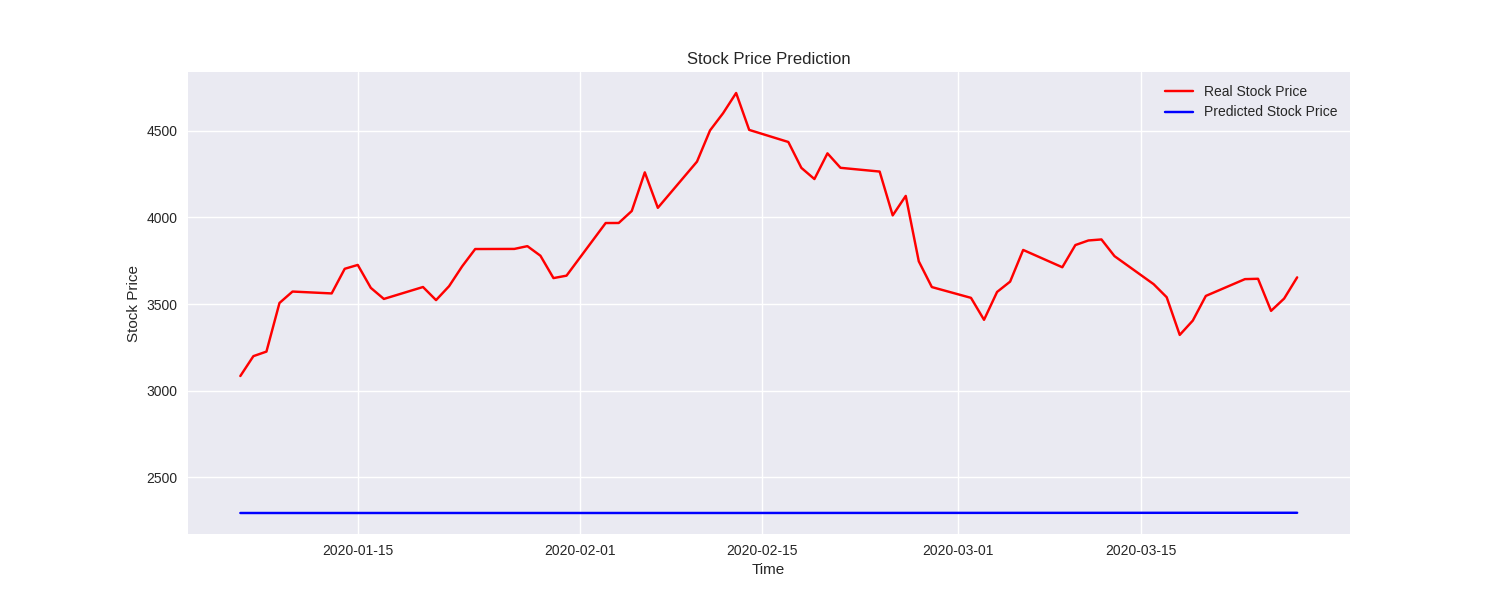 Stock Price Prediction
Real Stock Price
Predicted Stock Price
Stock Price
4500
4000
3500
3000
2500
2020-01-15
2020-02-01
2020-02-15
2020-03-01
2020-03-15
Time